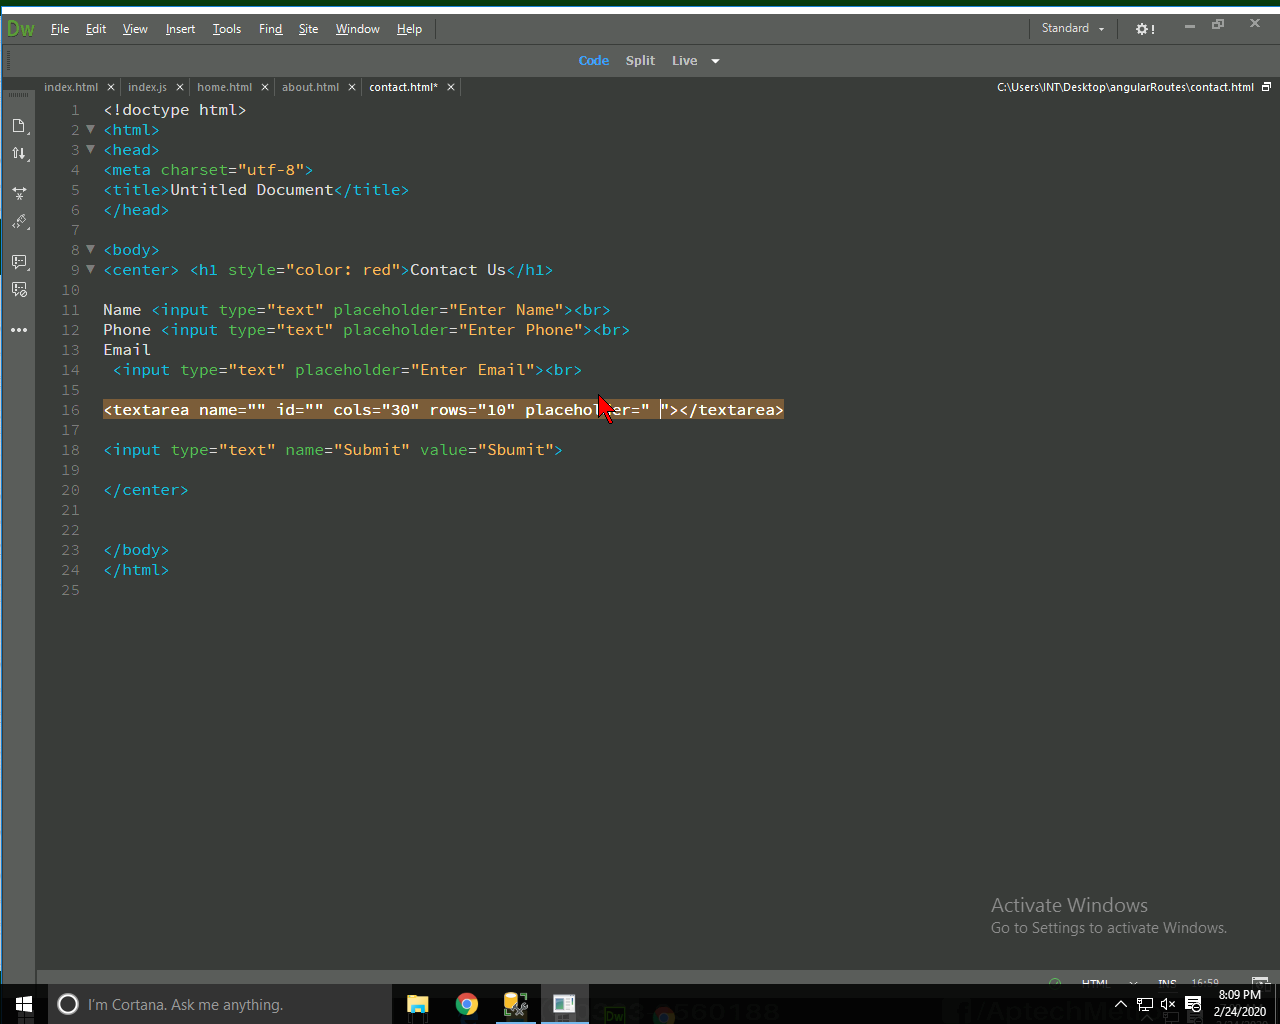 Dw File Edit View Insert Tools Find Site Window Help Standard !
Code Split Live
index.html × index.js × home.html × about.html × contact.html* × C:\Users\INT\Desktop\angularRoutes\contact.html
1 <!doctype html>
2 <html>
3 <head>
4 <meta charset="utf-8">
5 <title>Untitled Document</title>
6 </head>
7
8 <body>
9 <center> <h1 style="color: red">Contact Us</h1>
10
11 Name <input type="text" placeholder="Enter Name"><br>
12 Phone <input type="text" placeholder="Enter Phone"><br>
13 Email
14 <input type="text" placeholder="Enter Email"><br>
15
16 <textarea name="" id="" cols="30" rows="10" placeholder=" "></textarea>
17
18 <input type="text" name="Submit" value="Sbumit">
19
20 </center>
21
22
23 </body>
24 </html>
25
Activate Windows
Go to Settings to activate Windows.
HTML INS 16:59
I'm Cortana. Ask me anything.
8:09 PM
2/24/2020